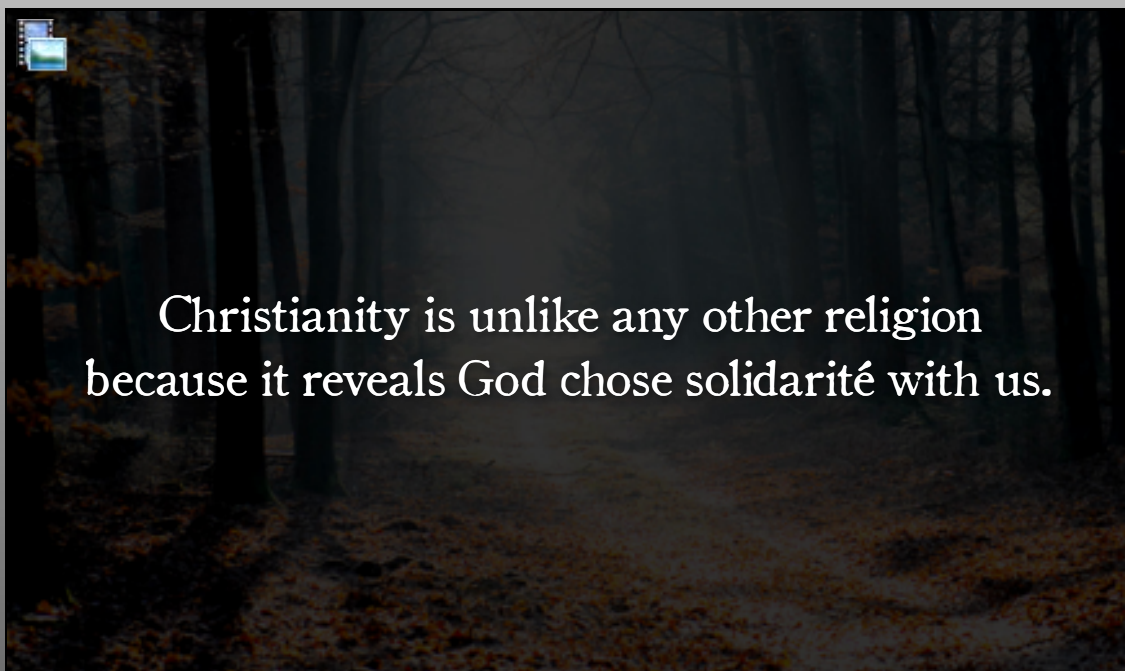 Christianity is unlike any other religion
because it reveals God chose solidarité with us.